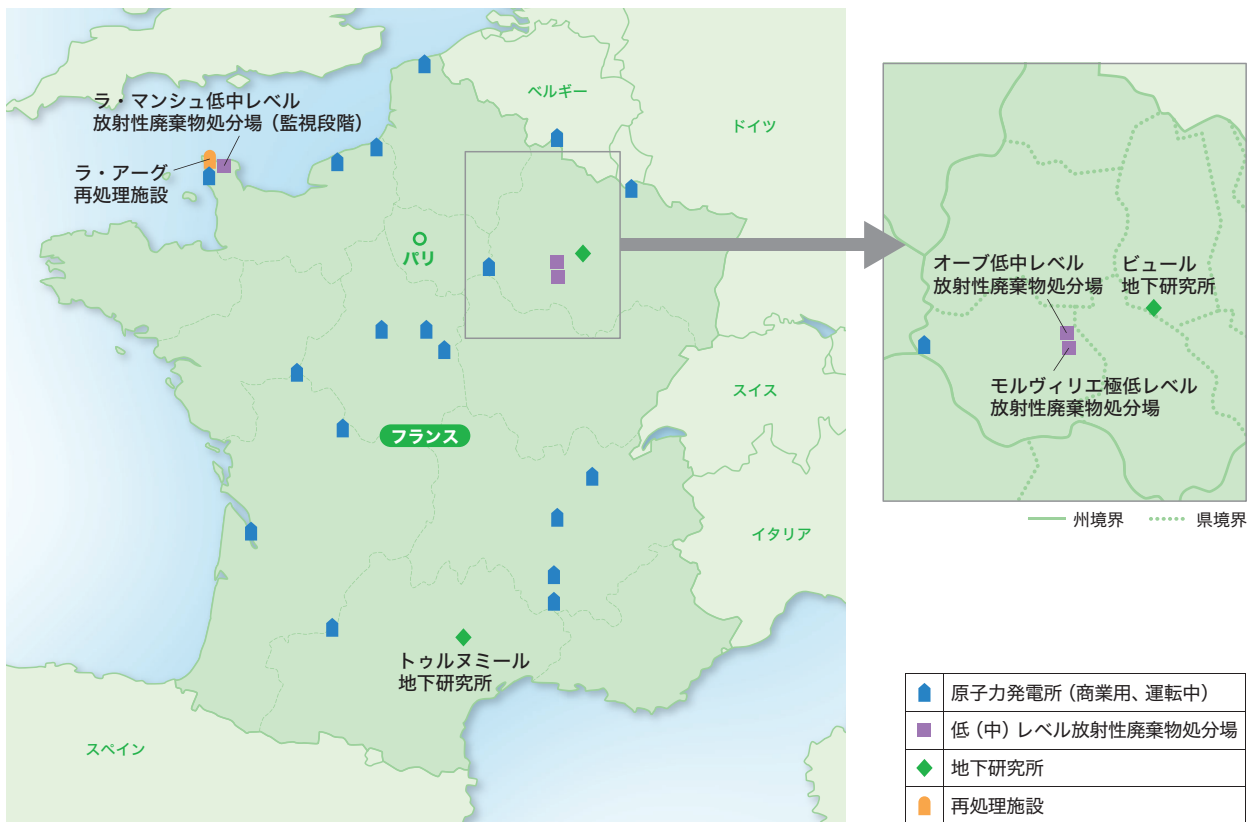 ラ・マンシュ低中レベル
放射性廃棄物処分場（監視段階）
ラ・アーグ
再処理施設
ベルギー
ドイツ
パリ
フランス
スイス
イタリア
トゥルヌミール
地下研究所
スペイン
オーブ低中レベル
放射性廃棄物処分場
ビュール
地下研究所
モルヴィリエ極低レベル
放射性廃棄物処分場
州境界
県境界
原子力発電所（商業用、運転中）
低（中）レベル放射性廃棄物処分場
地下研究所
再処理施設